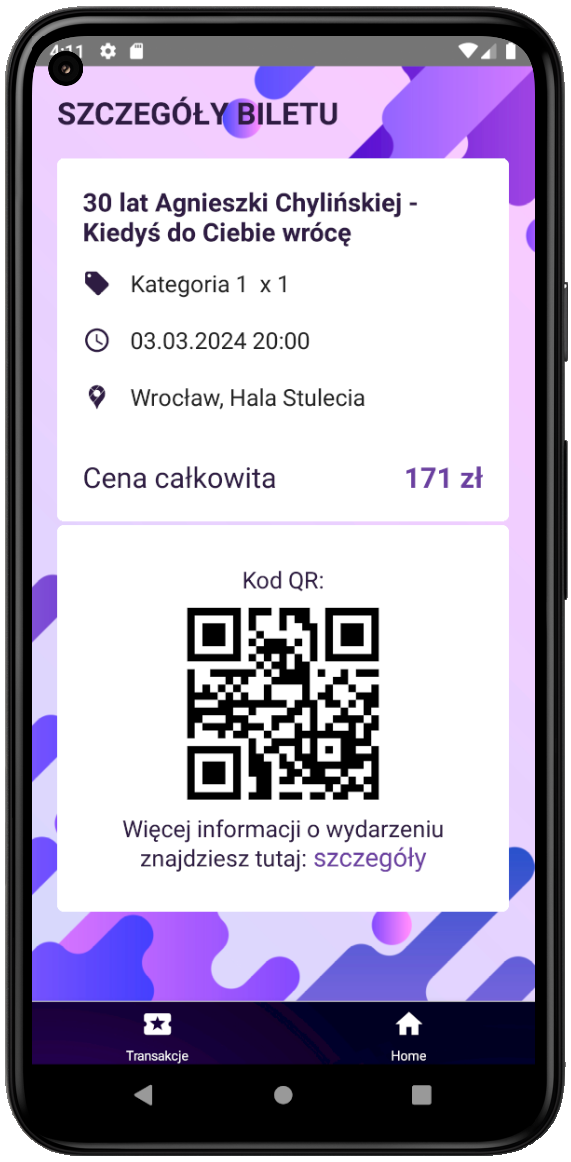 4:11
SZCZEGÓŁY BILETU
30 lat Agnieszki Chylińskiej -
Kiedyś do Ciebie wrócę
Kategoria 1 x 1
03.03.2024 20:00
Wrocław, Hala Stulecia
Cena całkowita 171 zł
Kod QR:
Więcej informacji o wydarzeniu
znajdziesz tutaj: szczegóły
Transakcje Home